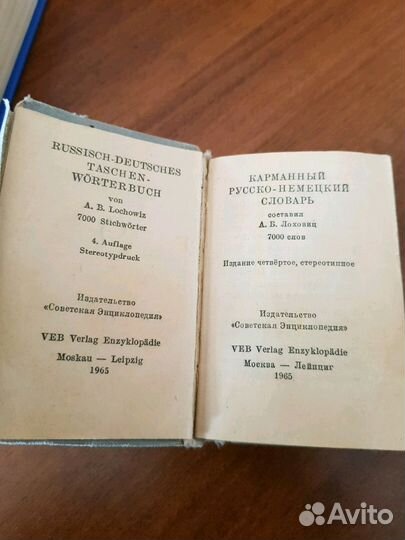 RUSSISCH-DEUTSCHES
TASCHEN-
WÖRTERBUCH
von
A. B. Lochowiz
7000 Stichwörter
4. Auflage
Stereotypdruck
Издательство
«Советская Энциклопедия»
VEB Verlag Enzyklopädie
Moskau — Leipzig
1965
КАРМАННЫЙ
РУССКО-НЕМЕЦКИЙ
СЛОВАРЬ
составил
А. Б. Лоховиц
7000 слов
Издание четвёртое, стереотипное
Издательство
«Советская Энциклопедия»
VEB Verlag Enzyklopädie
Москва — Лейпциг
1965
Avito